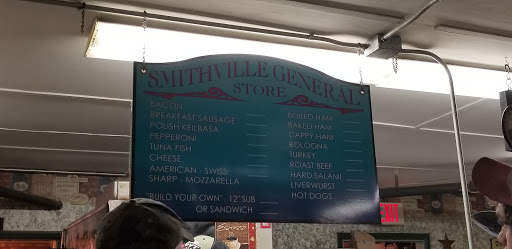 SMITHVILLE GENERAL
STORE
BACON
BREAKFAST SAUSAGE
POLISH KEILBASA
PEPPERONI
TUNA FISH
CHEESE
AMERICAN - SWISS
SHARP - MOZZARELLA
BOILED HAM
BAKED HAM
CAPPY HAM
BOLOGNA
TURKEY
ROAST BEEF
HARD SALAMI
LIVERWURST
HOT DOGS
"BUILD YOUR OWN" 12" SUB
OR SANDWICH
EXIT